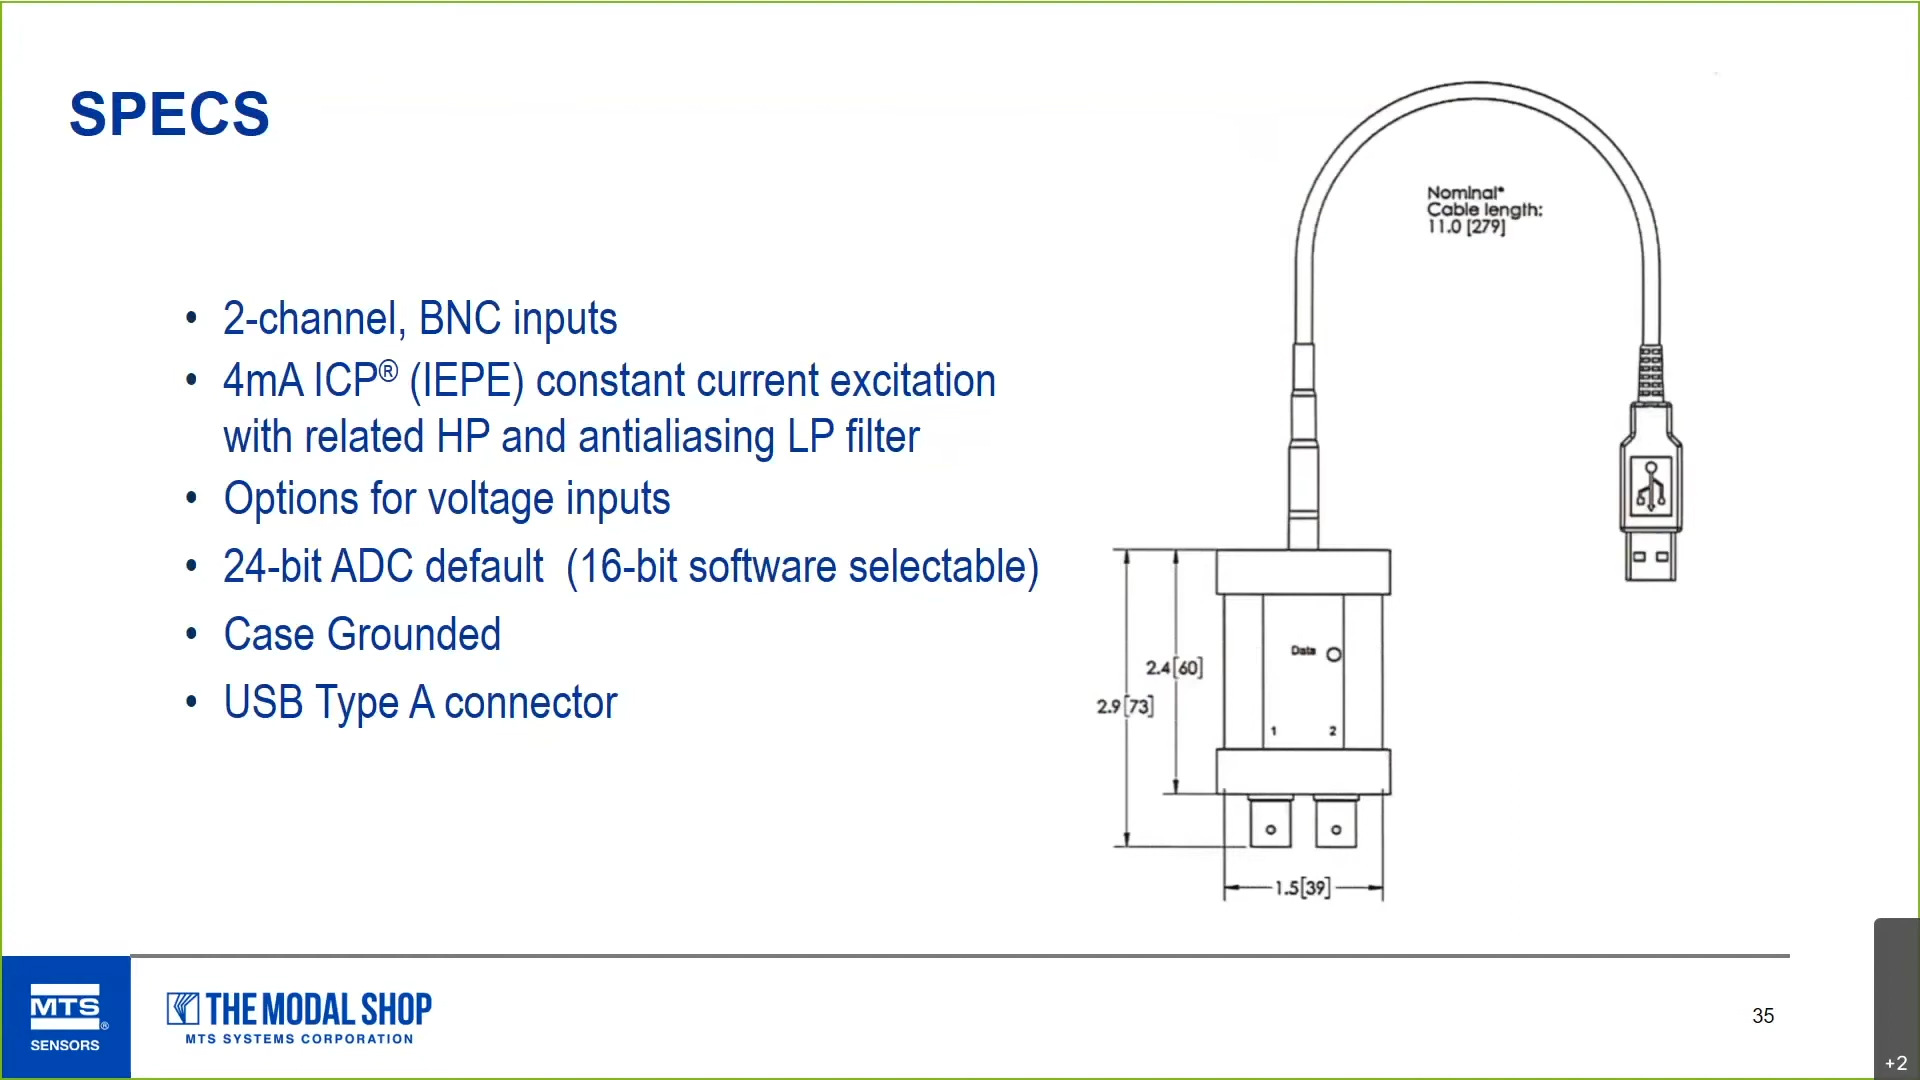 SPECS
Nominal*
Cable length:
11.0 [279]
• 2-channel, BNC inputs
• 4mA ICP® (IEPE) constant current excitation
with related HP and antialiasing LP filter
• Options for voltage inputs
• 24-bit ADC default (16-bit software selectable)
• Case Grounded
• USB Type A connector
Data
2.4[60]
2.9[73]
1 2
1.5[39]
MTS®
SENSORS
THE MODAL SHOP
MTS SYSTEMS CORPORATION
35
+2